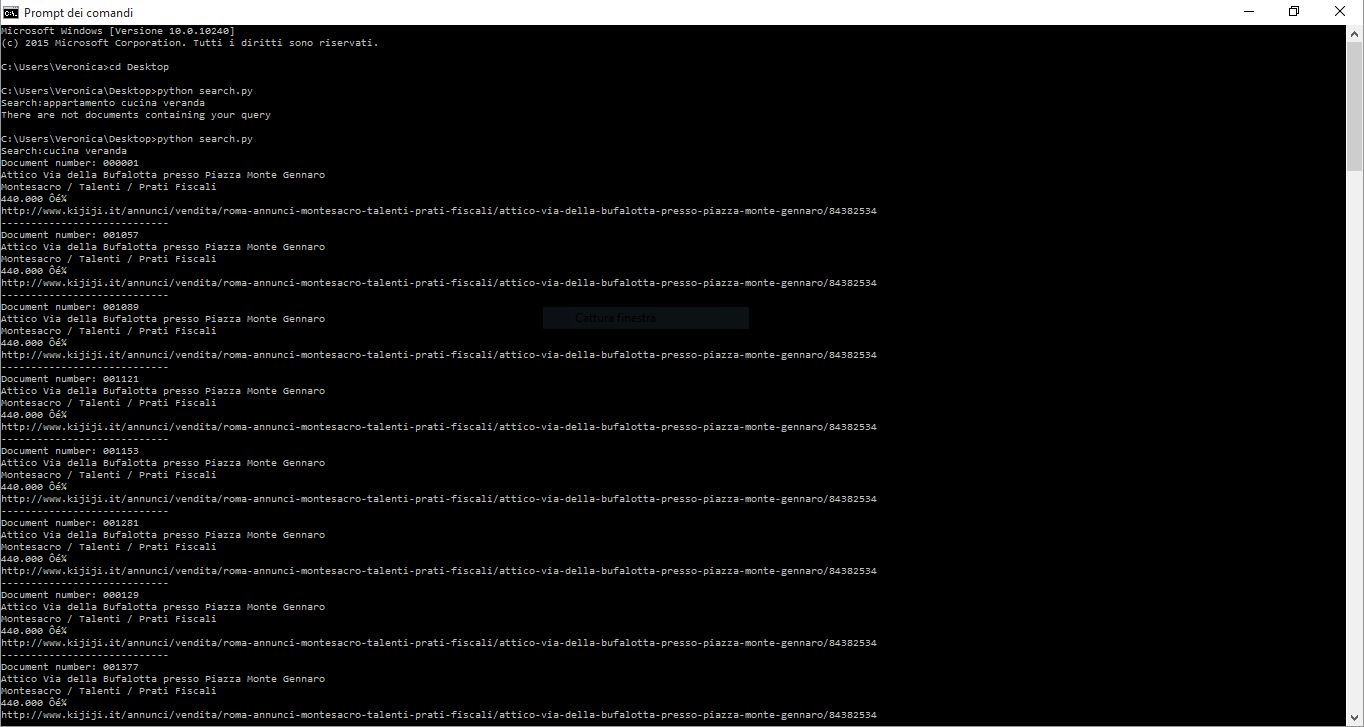 Prompt dei comandi
Microsoft Windows [Versione 10.0.10240]
(c) 2015 Microsoft Corporation. Tutti i diritti sono riservati.
C:\Users\Veronica>cd Desktop
C:\Users\Veronica\Desktop>python search.py
Search:appartamento cucina veranda
There are not documents containing your query
C:\Users\Veronica\Desktop>python search.py
Search:cucina veranda
Document number: 000001
Attico Via della Bufalotta presso Piazza Monte Gennaro
Montesacro / Talenti / Prati Fiscali
440.000 Ôé¼
http://www.kijiji.it/annunci/vendita/roma-annunci-montesacro-talenti-prati-fiscali/attico-via-della-bufalotta-presso-piazza-monte-gennaro/84382534
----------------------------
Document number: 001057
Attico Via della Bufalotta presso Piazza Monte Gennaro
Montesacro / Talenti / Prati Fiscali
440.000 Ôé¼
http://www.kijiji.it/annunci/vendita/roma-annunci-montesacro-talenti-prati-fiscali/attico-via-della-bufalotta-presso-piazza-monte-gennaro/84382534
----------------------------
Document number: 001089
Cattura finestra
Attico Via della Bufalotta presso Piazza Monte Gennaro
Montesacro / Talenti / Prati Fiscali
440.000 Ôé¼
http://www.kijiji.it/annunci/vendita/roma-annunci-montesacro-talenti-prati-fiscali/attico-via-della-bufalotta-presso-piazza-monte-gennaro/84382534
----------------------------
Document number: 001121
Attico Via della Bufalotta presso Piazza Monte Gennaro
Montesacro / Talenti / Prati Fiscali
440.000 Ôé¼
http://www.kijiji.it/annunci/vendita/roma-annunci-montesacro-talenti-prati-fiscali/attico-via-della-bufalotta-presso-piazza-monte-gennaro/84382534
----------------------------
Document number: 001153
Attico Via della Bufalotta presso Piazza Monte Gennaro
Montesacro / Talenti / Prati Fiscali
440.000 Ôé¼
http://www.kijiji.it/annunci/vendita/roma-annunci-montesacro-talenti-prati-fiscali/attico-via-della-bufalotta-presso-piazza-monte-gennaro/84382534
----------------------------
Document number: 001281
Attico Via della Bufalotta presso Piazza Monte Gennaro
Montesacro / Talenti / Prati Fiscali
440.000 Ôé¼
http://www.kijiji.it/annunci/vendita/roma-annunci-montesacro-talenti-prati-fiscali/attico-via-della-bufalotta-presso-piazza-monte-gennaro/84382534
----------------------------
Document number: 000129
Attico Via della Bufalotta presso Piazza Monte Gennaro
Montesacro / Talenti / Prati Fiscali
440.000 Ôé¼
http://www.kijiji.it/annunci/vendita/roma-annunci-montesacro-talenti-prati-fiscali/attico-via-della-bufalotta-presso-piazza-monte-gennaro/84382534
----------------------------
Document number: 001377
Attico Via della Bufalotta presso Piazza Monte Gennaro
Montesacro / Talenti / Prati Fiscali
440.000 Ôé¼
http://www.kijiji.it/annunci/vendita/roma-annunci-montesacro-talenti-prati-fiscali/attico-via-della-bufalotta-presso-piazza-monte-gennaro/84382534